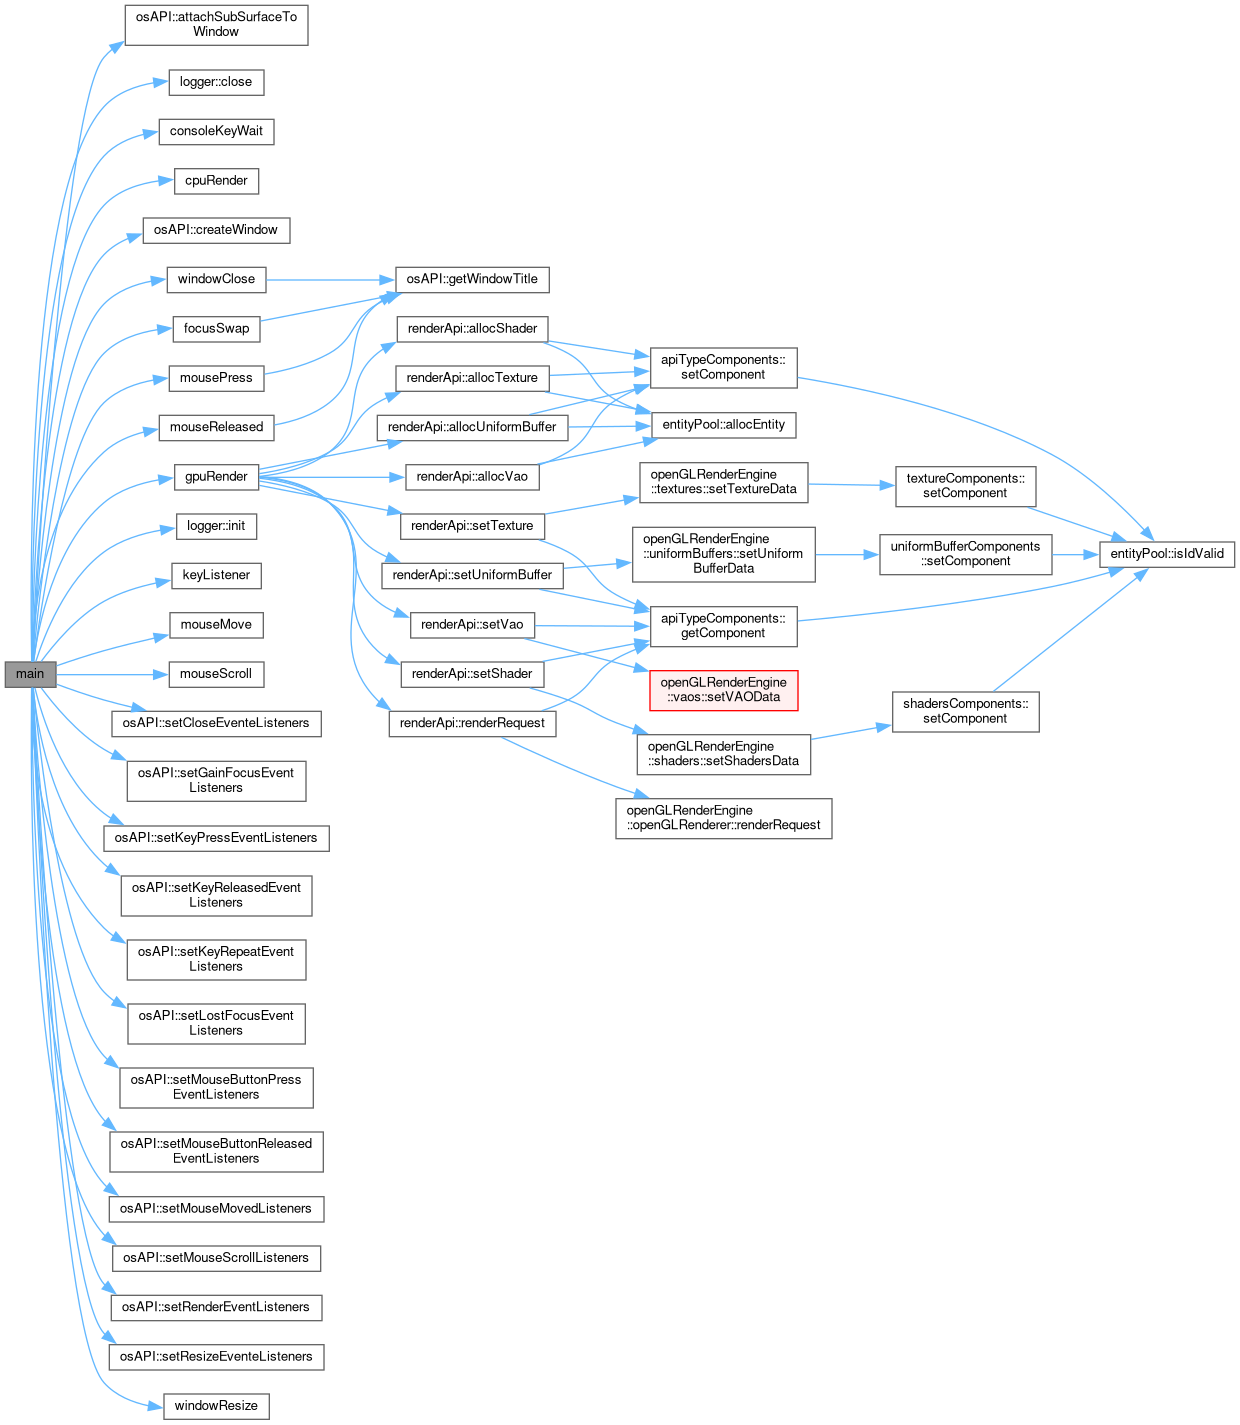 osAPI::attachSubSurfaceTo
Window
logger::close
consoleKeyWait
cpuRender
osAPI::createWindow
windowClose
osAPI::getWindowTitle
focusSwap
renderApi::allocShader
apiTypeComponents::
setComponent
mousePress
renderApi::allocTexture
mouseReleased
renderApi::allocUniformBuffer
entityPool::allocEntity
gpuRender
renderApi::allocVao
openGLRenderEngine
::textures::setTextureData
textureComponents::
setComponent
logger::init
renderApi::setTexture
openGLRenderEngine
::uniformBuffers::setUniform
BufferData
uniformBufferComponents
::setComponent
entityPool::isIdValid
keyListener
renderApi::setUniformBuffer
mouseMove
renderApi::setVao
apiTypeComponents::
getComponent
main
mouseScroll
renderApi::setShader
openGLRenderEngine
::vaos::setVAOData
osAPI::setCloseEventeListeners
renderApi::renderRequest
shadersComponents::
setComponent
openGLRenderEngine
::shaders::setShadersData
osAPI::setGainFocusEvent
Listeners
openGLRenderEngine
::openGLRenderer::renderRequest
osAPI::setKeyPressEventListeners
osAPI::setKeyReleasedEvent
Listeners
osAPI::setKeyRepeatEvent
Listeners
osAPI::setLostFocusEvent
Listeners
osAPI::setMouseButtonPress
EventListeners
osAPI::setMouseButtonReleased
EventListeners
osAPI::setMouseMovedListeners
osAPI::setMouseScrollListeners
osAPI::setRenderEventListeners
osAPI::setResizeEventeListeners
windowResize